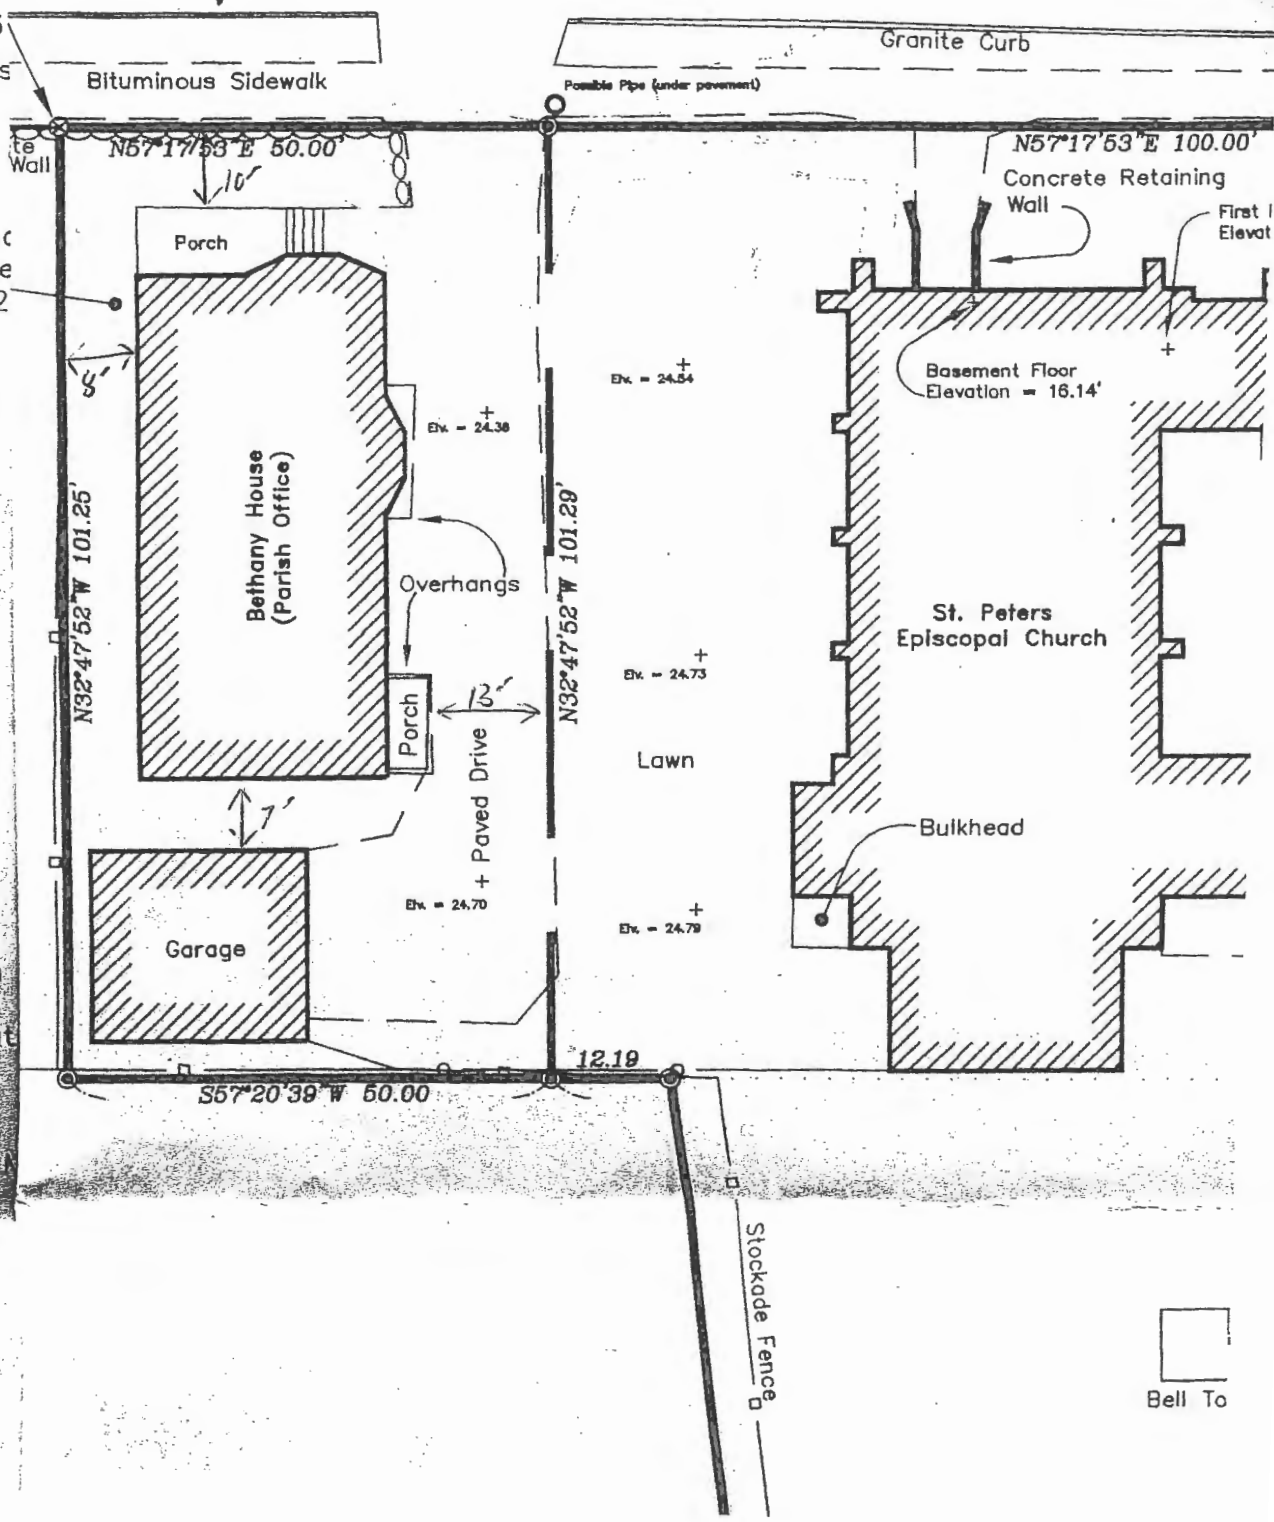 Granite Curb
Bituminous Sidewalk
Possible Pipe (under pavement)
N57°17'53"E 50.00'
N57°17'53"E 100.00'
Wall
10'
Concrete Retaining
Wall
First
Porch
8'
Elv. = 24.54
Basement Floor
Elevation = 16.14'
Elv. = 24.38
Bethany House
(Parish Office)
N32°47'52"W 101.25'
N32°47'52"W 101.29'
Overhangs
St. Peters
Episcopal Church
Elv. = 24.73
Porch
13'
Paved Drive
Lawn
7'
Bulkhead
Elv. = 24.70
Elv. = 24.79
Garage
12.19
S57°20'39"W 50.00
Stockade Fence
Bell To